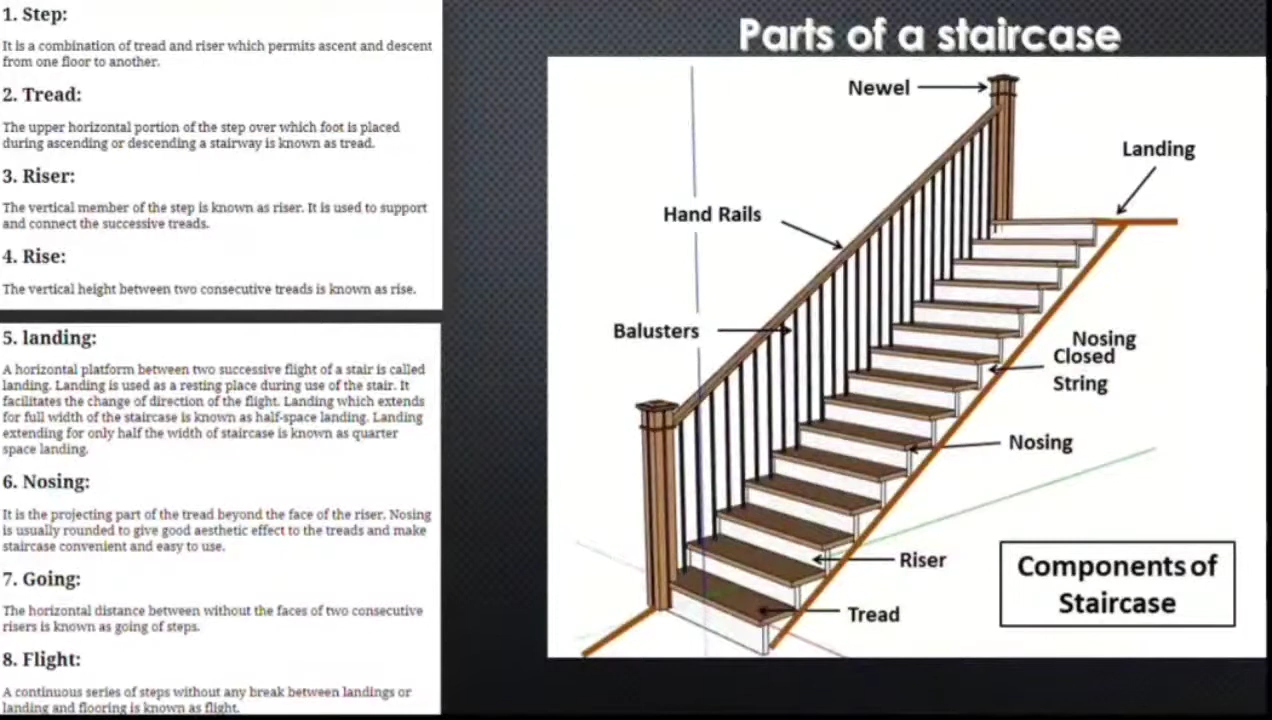 1. Step:
It is a combination of tread and riser which permits ascent and descent
from one floor to another.
2. Tread:
The upper horizontal portion of the step over which foot is placed
during ascending or descending a stairway is known as tread.
3. Riser:
The vertical member of the step is known as riser. It is used to support
and connect the successive treads.
4. Rise:
The vertical height between two consecutive treads is known as rise.
5. landing:
A horizontal platform between two successive flight of a stair is called
landing. Landing is used as a resting place during use of the stair. It
facilitates the change of direction of the flight. Landing which extends
for full width of the staircase is known as half-space landing. Landing
extending for only half the width of staircase is known as quarter
space landing.
6. Nosing:
It is the projecting part of the tread beyond the face of the riser. Nosing
is usually rounded to give good aesthetic effect to the treads and make
staircase convenient and easy to use.
7. Going:
The horizontal distance between without the faces of two consecutive
risers is known as going of steps.
8. Flight:
A continuous series of steps without any break between landings or
landing and flooring is known as flight.
Parts of a staircase
Newel
Landing
Hand Rails
Balusters
Nosing
Closed
String
Nosing
Riser
Tread
Components of
Staircase